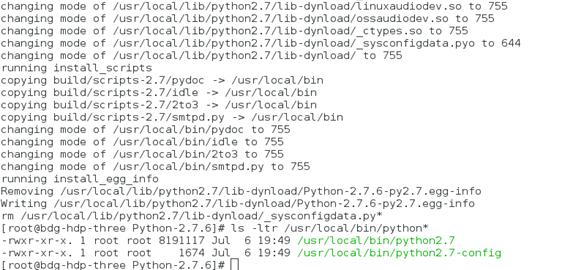 changing mode of /usr/local/lib/python2.7/lib-dynload/linuxaudiodev.so to 755
changing mode of /usr/local/lib/python2.7/lib-dynload/ossaudiodev.so to 755
changing mode of /usr/local/lib/python2.7/lib-dynload/_ctypes.so to 755
changing mode of /usr/local/lib/python2.7/lib-dynload/_sysconfigdata.pyo to 644
changing mode of /usr/local/lib/python2.7/lib-dynload/ to 755
running install_scripts
copying build/scripts-2.7/pydoc -> /usr/local/bin
copying build/scripts-2.7/idle -> /usr/local/bin
copying build/scripts-2.7/2to3 -> /usr/local/bin
copying build/scripts-2.7/smtpd.py -> /usr/local/bin
changing mode of /usr/local/bin/pydoc to 755
changing mode of /usr/local/bin/idle to 755
changing mode of /usr/local/bin/2to3 to 755
changing mode of /usr/local/bin/smtpd.py to 755
running install_egg_info
Removing /usr/local/lib/python2.7/lib-dynload/Python-2.7.6-py2.7.egg-info
Writing /usr/local/lib/python2.7/lib-dynload/Python-2.7.6-py2.7.egg-info
rm /usr/local/lib/python2.7/lib-dynload/_sysconfigdata.py*
[root@bdg-hdp-three Python-2.7.6]# ls -ltr /usr/local/bin/python*
-rwxr-xr-x. 1 root root 8191117 Jul 6 19:49 /usr/local/bin/python2.7
-rwxr-xr-x. 1 root root 1674 Jul 6 19:49 /usr/local/bin/python2.7-config
[root@bdg-hdp-three Python-2.7.6]#